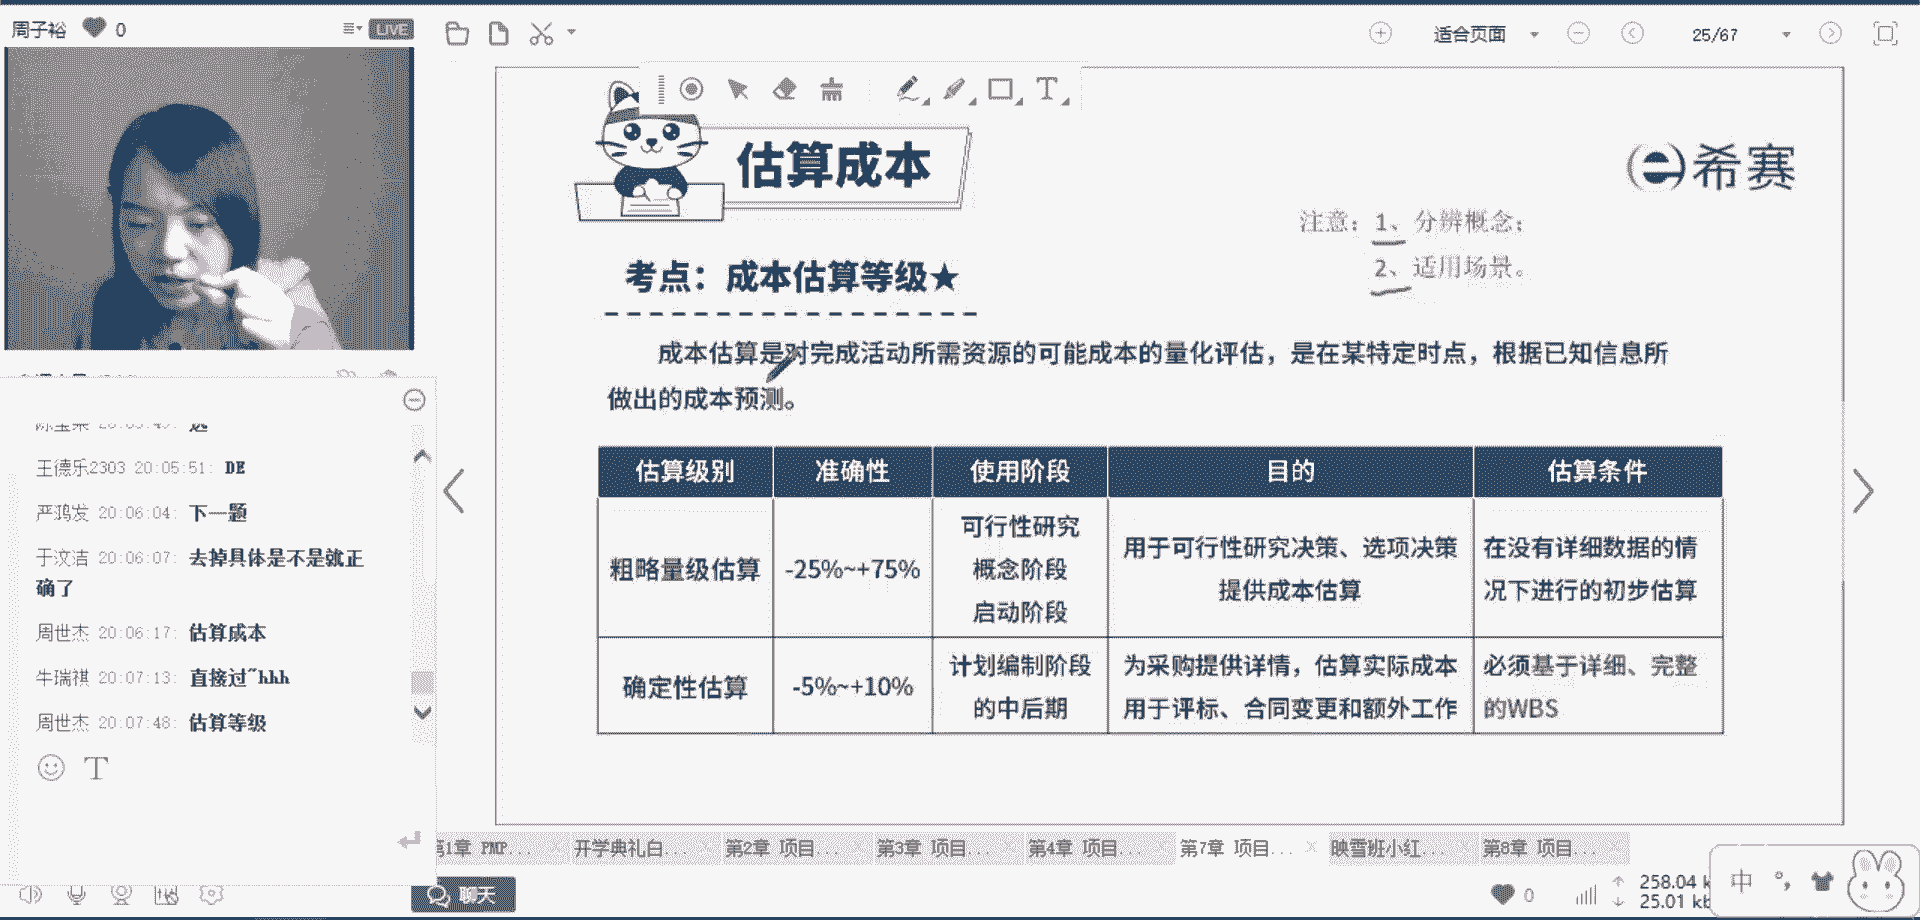 周子裕 0 LIVE
适合页面 25/67
估算成本
希赛
注意：1、分辨概念；
2、适用场景。
考点：成本估算等级★
成本估算是对完成活动所需资源的可能成本的量化评估，是在某特定时点，根据已知信息所
做出的成本预测。
估算级别 准确性 使用阶段 目的 估算条件
粗略量级估算 -25%~+75% 可行性研究
概念阶段
启动阶段
用于可行性研究决策、选项决策
提供成本估算
在没有详细数据的情
况下进行的初步估算
确定性估算 -5%~+10% 计划编制阶段
的中后期
为采购提供详情，估算实际成本
用于评标、合同变更和额外工作
必须基于详细、完整
的WBS
王德乐2303 20:05:51: DE
严鸿发 20:06:04: 下一题
于汶洁 20:06:07: 去掉具体是不是就正
确了
周世杰 20:06:17: 估算成本
牛瑞祺 20:07:13: 直接过~hhh
周世杰 20:07:48: 估算等级
T
第1章 PMP... 开学典礼白... 第2章 项目... 第3章 项目... 第4章 项目... 第7章 项目... 映雪班小红... 第8章 项目...
聊天
0
258.04 k
25.01 kb
中